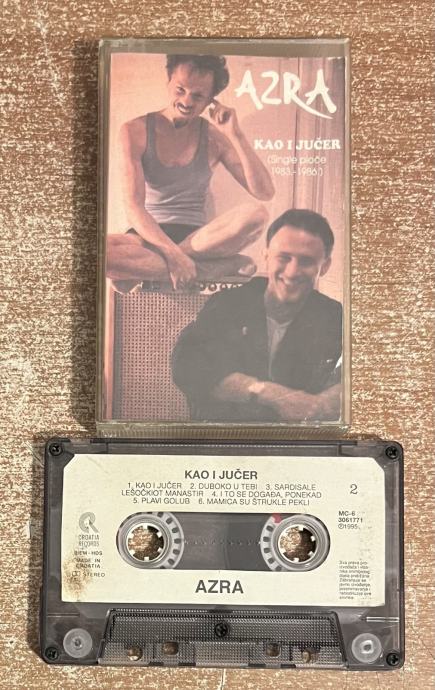 AZRA
KAO I JUČER
(Single ploče
1983.-1986.)
KAO I JUČER
1. KAO I JUČER 2. DUBOKO U TEBI 3. SARDISALE
LEŠOČKIOT MANASTIR 4. I TO SE DOGAĐA, PONEKAD
5. PLAVI GOLUB 6. MAMICA SU ŠTRUKLE PEKLI
2
CROATIA
RECORDS
BIEM - HDS
MADE IN
CROATIA
STEREO
MC-6
3061771
℗1995
AZRA